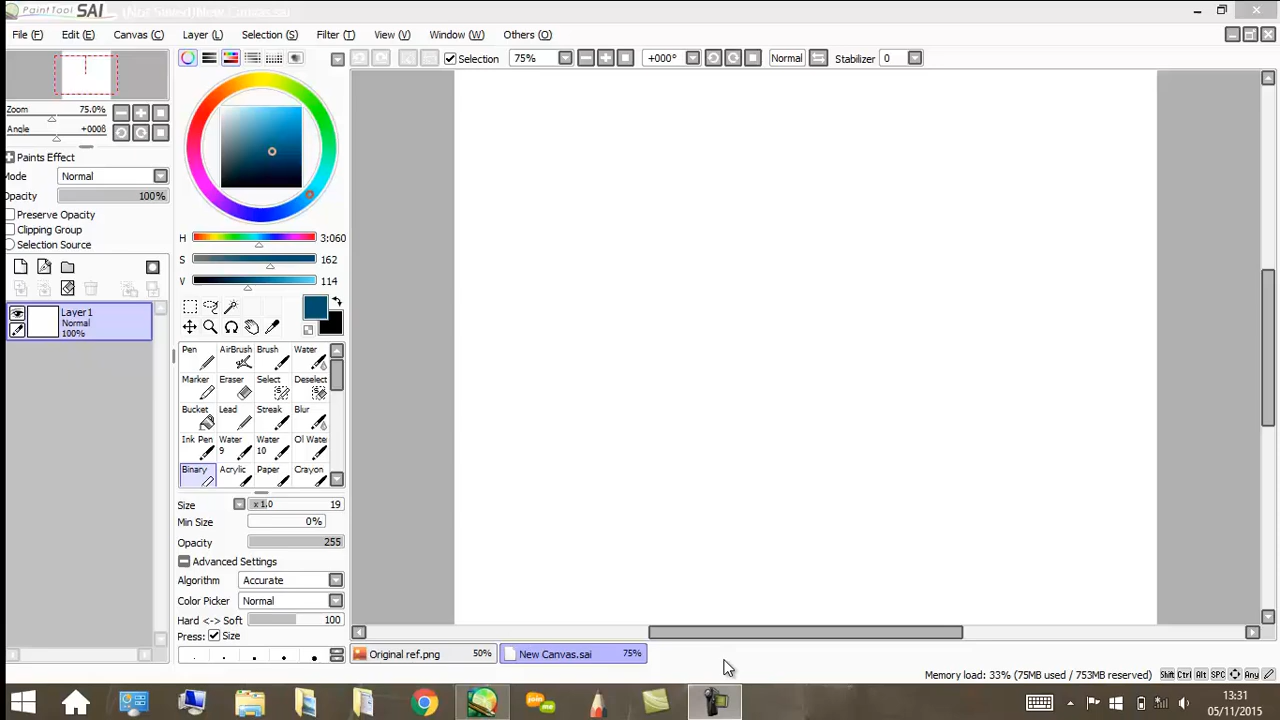 PaintTool SAI (Not Saved)New Canvas.sai
File (F) Edit (E) Canvas (C) Layer (L) Selection (S) Filter (T) View (V) Window (W) Others (O)
Selection 75% +000° Normal Stabilizer 0
Zoom 75.0%
Angle +000ß
Paints Effect
Mode Normal
Opacity 100%
Preserve Opacity
Clipping Group
Selection Source
Layer1
Normal
100%
H 3:060
S 162
V 114
Pen AirBrush Brush Water
Marker Eraser Select Deselect
Bucket Lead Streak Blur
Ink Pen Water 9 Water 10 Ol Wate
Binary Acrylic Paper Crayon
Size x 1.0 19
Min Size 0%
Opacity 255
Advanced Settings
Algorithm Accurate
Color Picker Normal
Hard <-> Soft 100
Press: Size
Original ref.png 50% New Canvas.sai 75%
Memory load: 33% (75MB used / 753MB reserved) Shift Ctrl Alt SPC Any
join me
13:31
05/11/2015